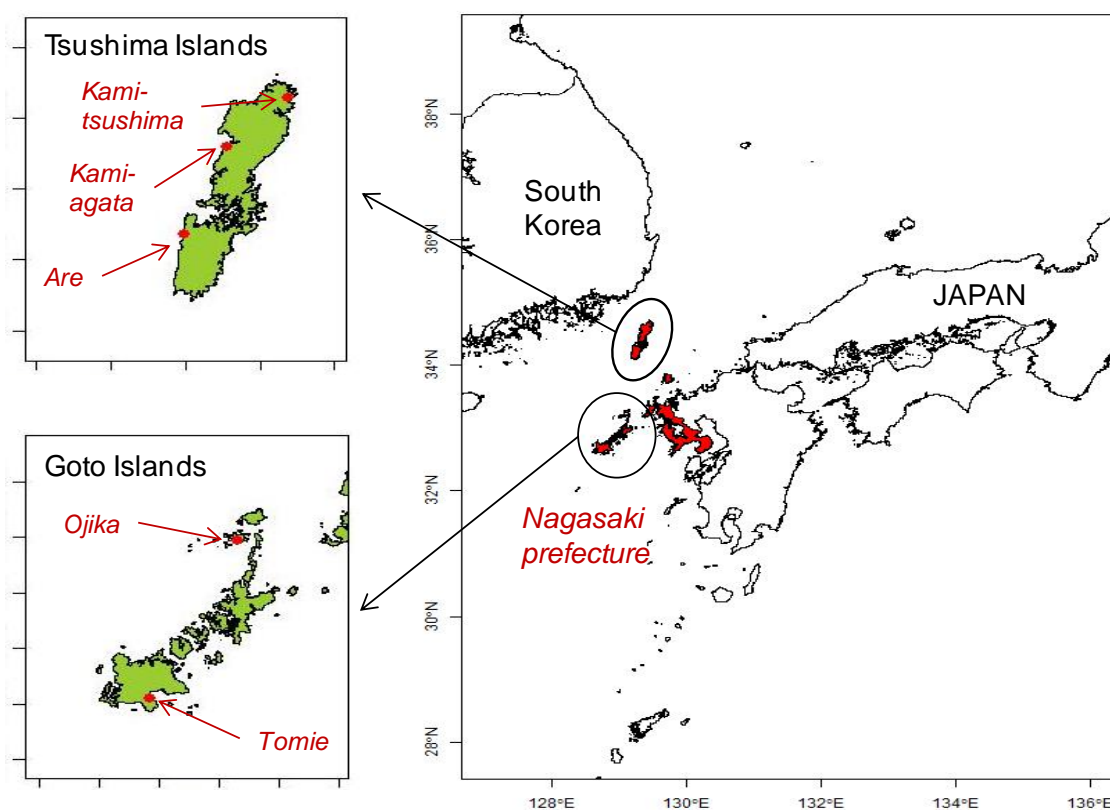 Tsushima Islands
Kami-
tsushima
Kami-
agata
Are
Goto Islands
Ojika
Tomie
South
Korea
JAPAN
Nagasaki
prefecture
38°N
36°N
34°N
32°N
30°N
28°N
128°E
130°E
132°E
134°E
136°E